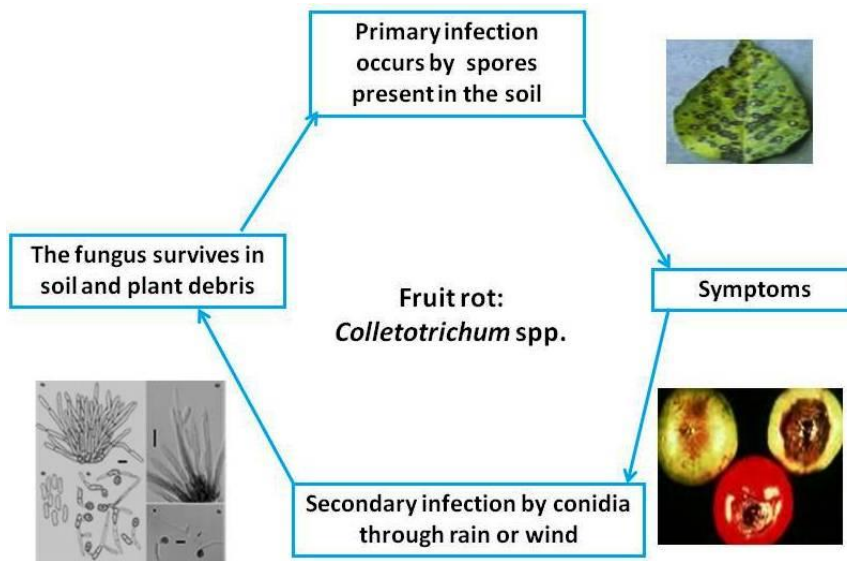 Primary infection
occurs by spores
present in the soil
The fungus survives in
soil and plant debris
Fruit rot:
Colletotrichum spp.
Symptoms
Secondary infection by conidia
through rain or wind